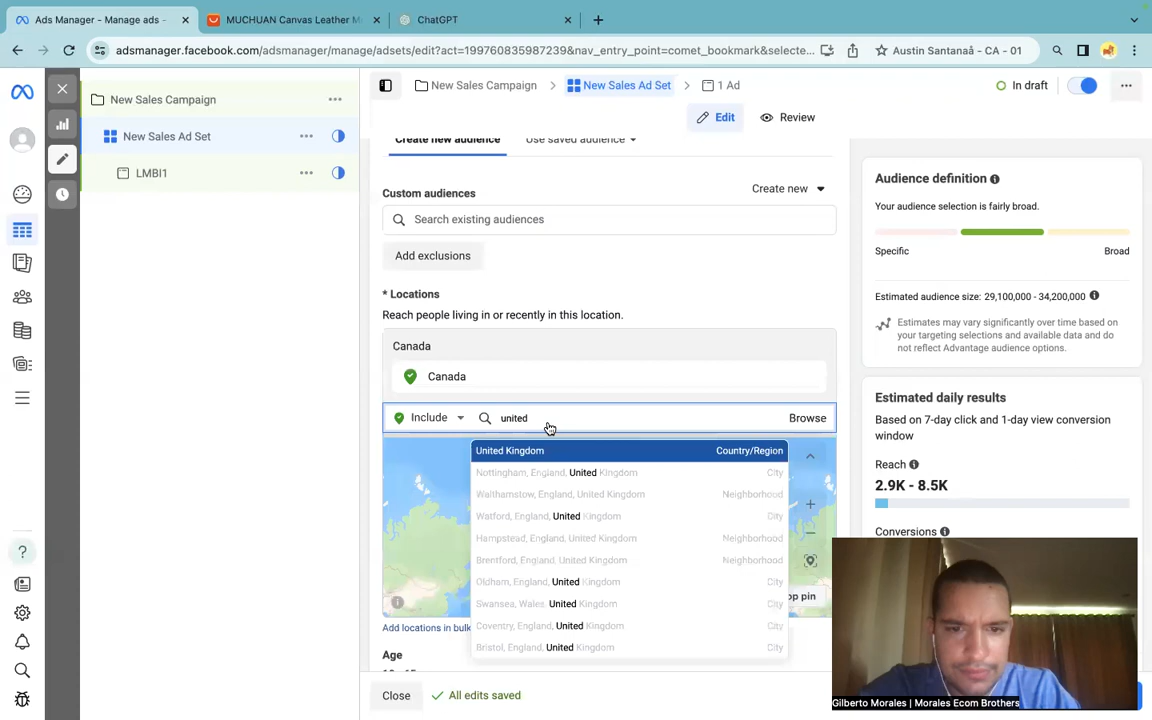 Ads Manager - Manage ads -
MUCHUAN Canvas Leather M
ChatGPT
adsmanager.facebook.com/adsmanager/manage/adsets/edit?act=199760835987239&nav_entry_point=comet_bookmark&selecte...
Austin Santanaå – CA - 01
New Sales Campaign
New Sales Ad Set
LMBI1
New Sales Campaign
New Sales Ad Set
1 Ad
In draft
Edit
Review
Create new audience
Use saved audience
Custom audiences
Create new
Search existing audiences
Add exclusions
* Locations
Reach people living in or recently in this location.
Canada
Canada
Include
united
Browse
United Kingdom Country/Region
Nottingham, England, United Kingdom City
Walthamstow, England, United Kingdom Neighborhood
Watford, England, United Kingdom City
Hampstead, England, United Kingdom Neighborhood
Brentford, England, United Kingdom Neighborhood
Oldham, England, United Kingdom City
Swansea, Wales, United Kingdom City
Coventry, England, United Kingdom City
Bristol, England, United Kingdom City
op pin
Add locations in bulk
Age
Close
All edits saved
Audience definition
Your audience selection is fairly broad.
Specific
Broad
Estimated audience size: 29,100,000 - 34,200,000
Estimates may vary significantly over time based on
your targeting selections and available data and do
not reflect Advantage audience options.
Estimated daily results
Based on 7-day click and 1-day view conversion
window
Reach
2.9K - 8.5K
Conversions
Gilberto Morales | Morales Ecom Brothers